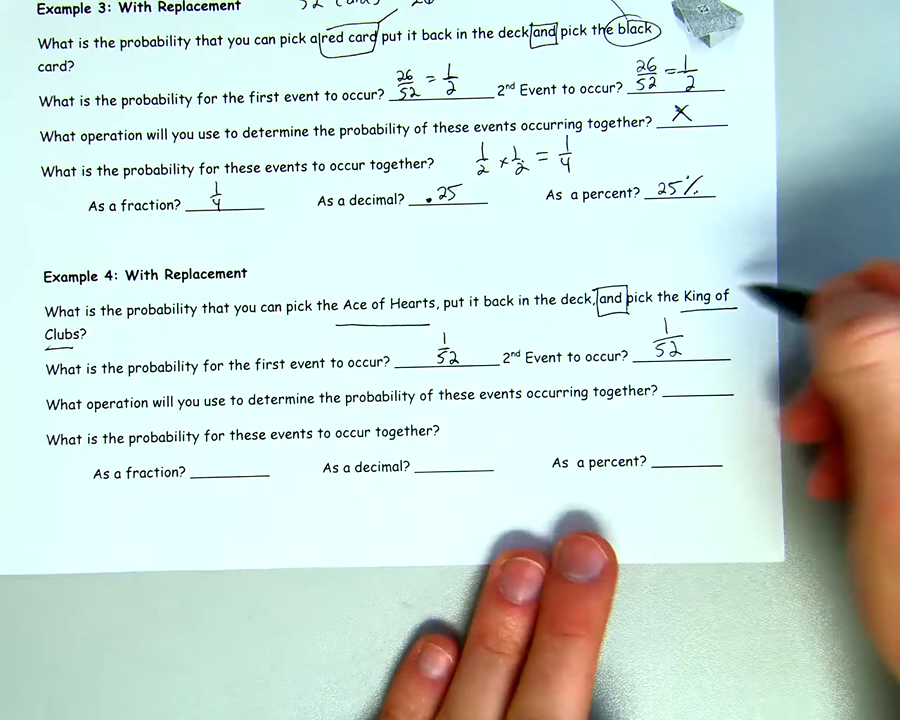 Example 3: With Replacement
What is the probability that you can pick a red card put it back in the deck and pick the black
card?
What is the probability for the first event to occur? 26/52 = 1/2 2nd Event to occur? 26/52 = 1/2
What operation will you use to determine the probability of these events occurring together? X
What is the probability for these events to occur together? 1/2 x 1/2 = 1/4
As a fraction? 1/4 As a decimal? .25 As a percent? 25%
Example 4: With Replacement
What is the probability that you can pick the Ace of Hearts, put it back in the deck, and pick the King of
Clubs?
What is the probability for the first event to occur? 1/52 2nd Event to occur? 1/52
What operation will you use to determine the probability of these events occurring together?
What is the probability for these events to occur together?
As a fraction? As a decimal? As a percent?